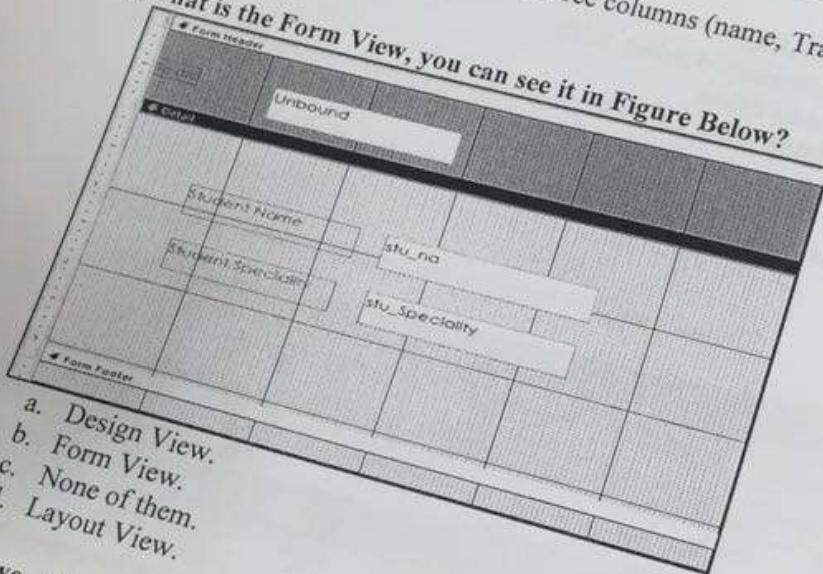 columns (name,
is the Form View, you can see it in Figure Below?
Form Header
Unbound
Detail
Student Name
stu_na
Student Speciality
stu_Speciality
Form Footer
a. Design View.
b. Form View.
c. None of them.
Layout View.